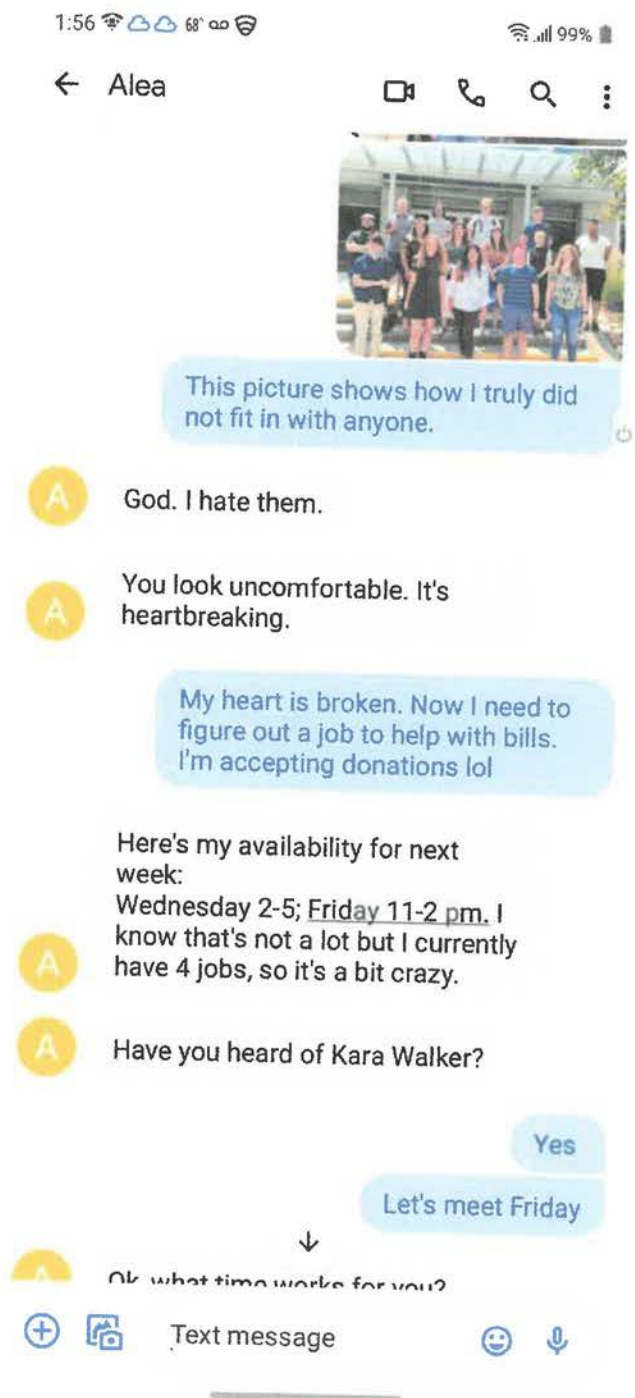 1:56 68°
99%
Alea
This picture shows how I truly did
not fit in with anyone.
A
God. I hate them.
A
You look uncomfortable. It's
heartbreaking.
My heart is broken. Now I need to
figure out a job to help with bills.
I'm accepting donations lol
Here's my availability for next
week:
Wednesday 2-5; Friday 11-2 pm. I
know that's not a lot but I currently
have 4 jobs, so it's a bit crazy.
A
A
Have you heard of Kara Walker?
Yes
Let's meet Friday
A
Ok, what time works for you?
Text message